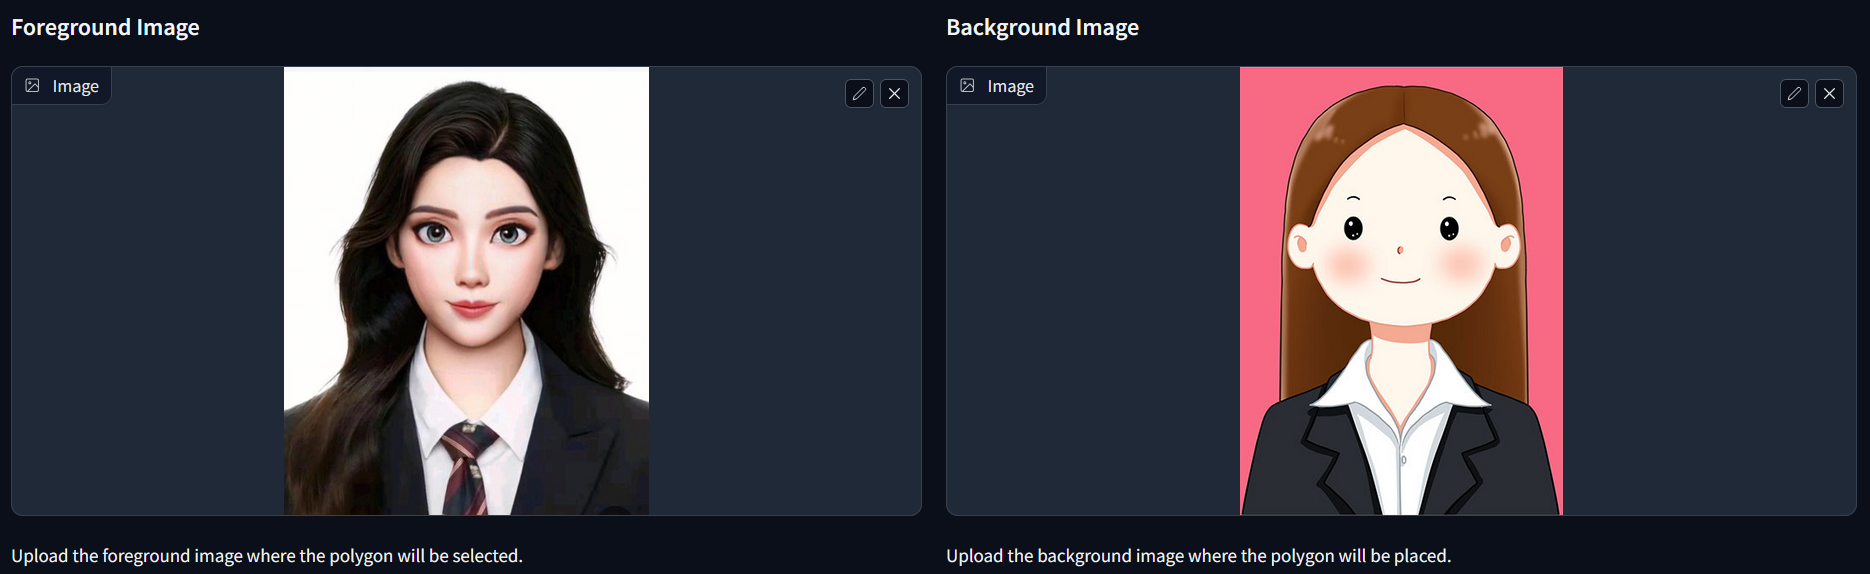 Foreground Image
Background Image
Image
Image
Upload the foreground image where the polygon will be selected.
Upload the background image where the polygon will be placed.